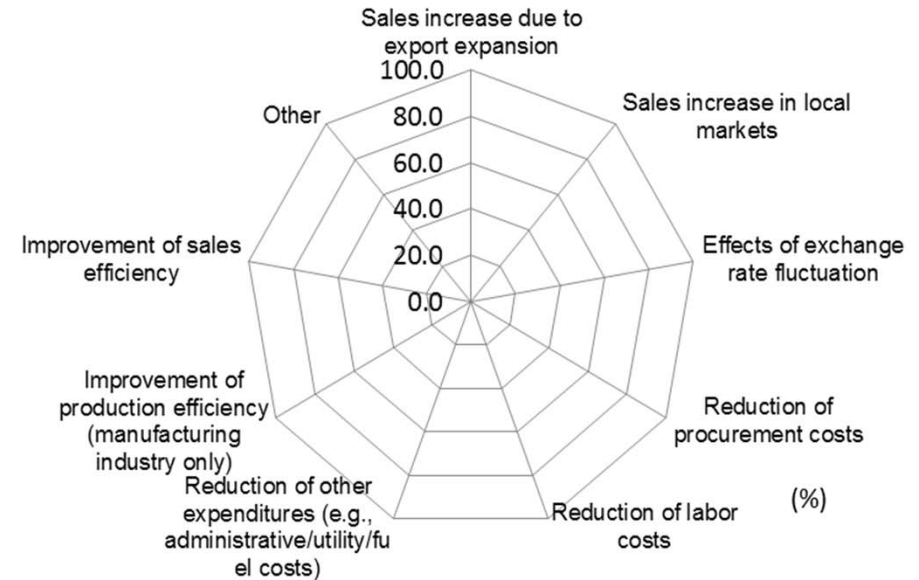 Sales increase due to
export expansion
100.0
80.0
60.0
40.0
20.0
0.0
Sales increase in local
markets
Effects of exchange
rate fluctuation
Reduction of
procurement costs
(%)
Reduction of labor
costs
Reduction of other
expenditures (e.g.,
administrative/utility/fu
el costs)
Improvement of
production efficiency
(manufacturing
industry only)
Improvement of sales
efficiency
Other